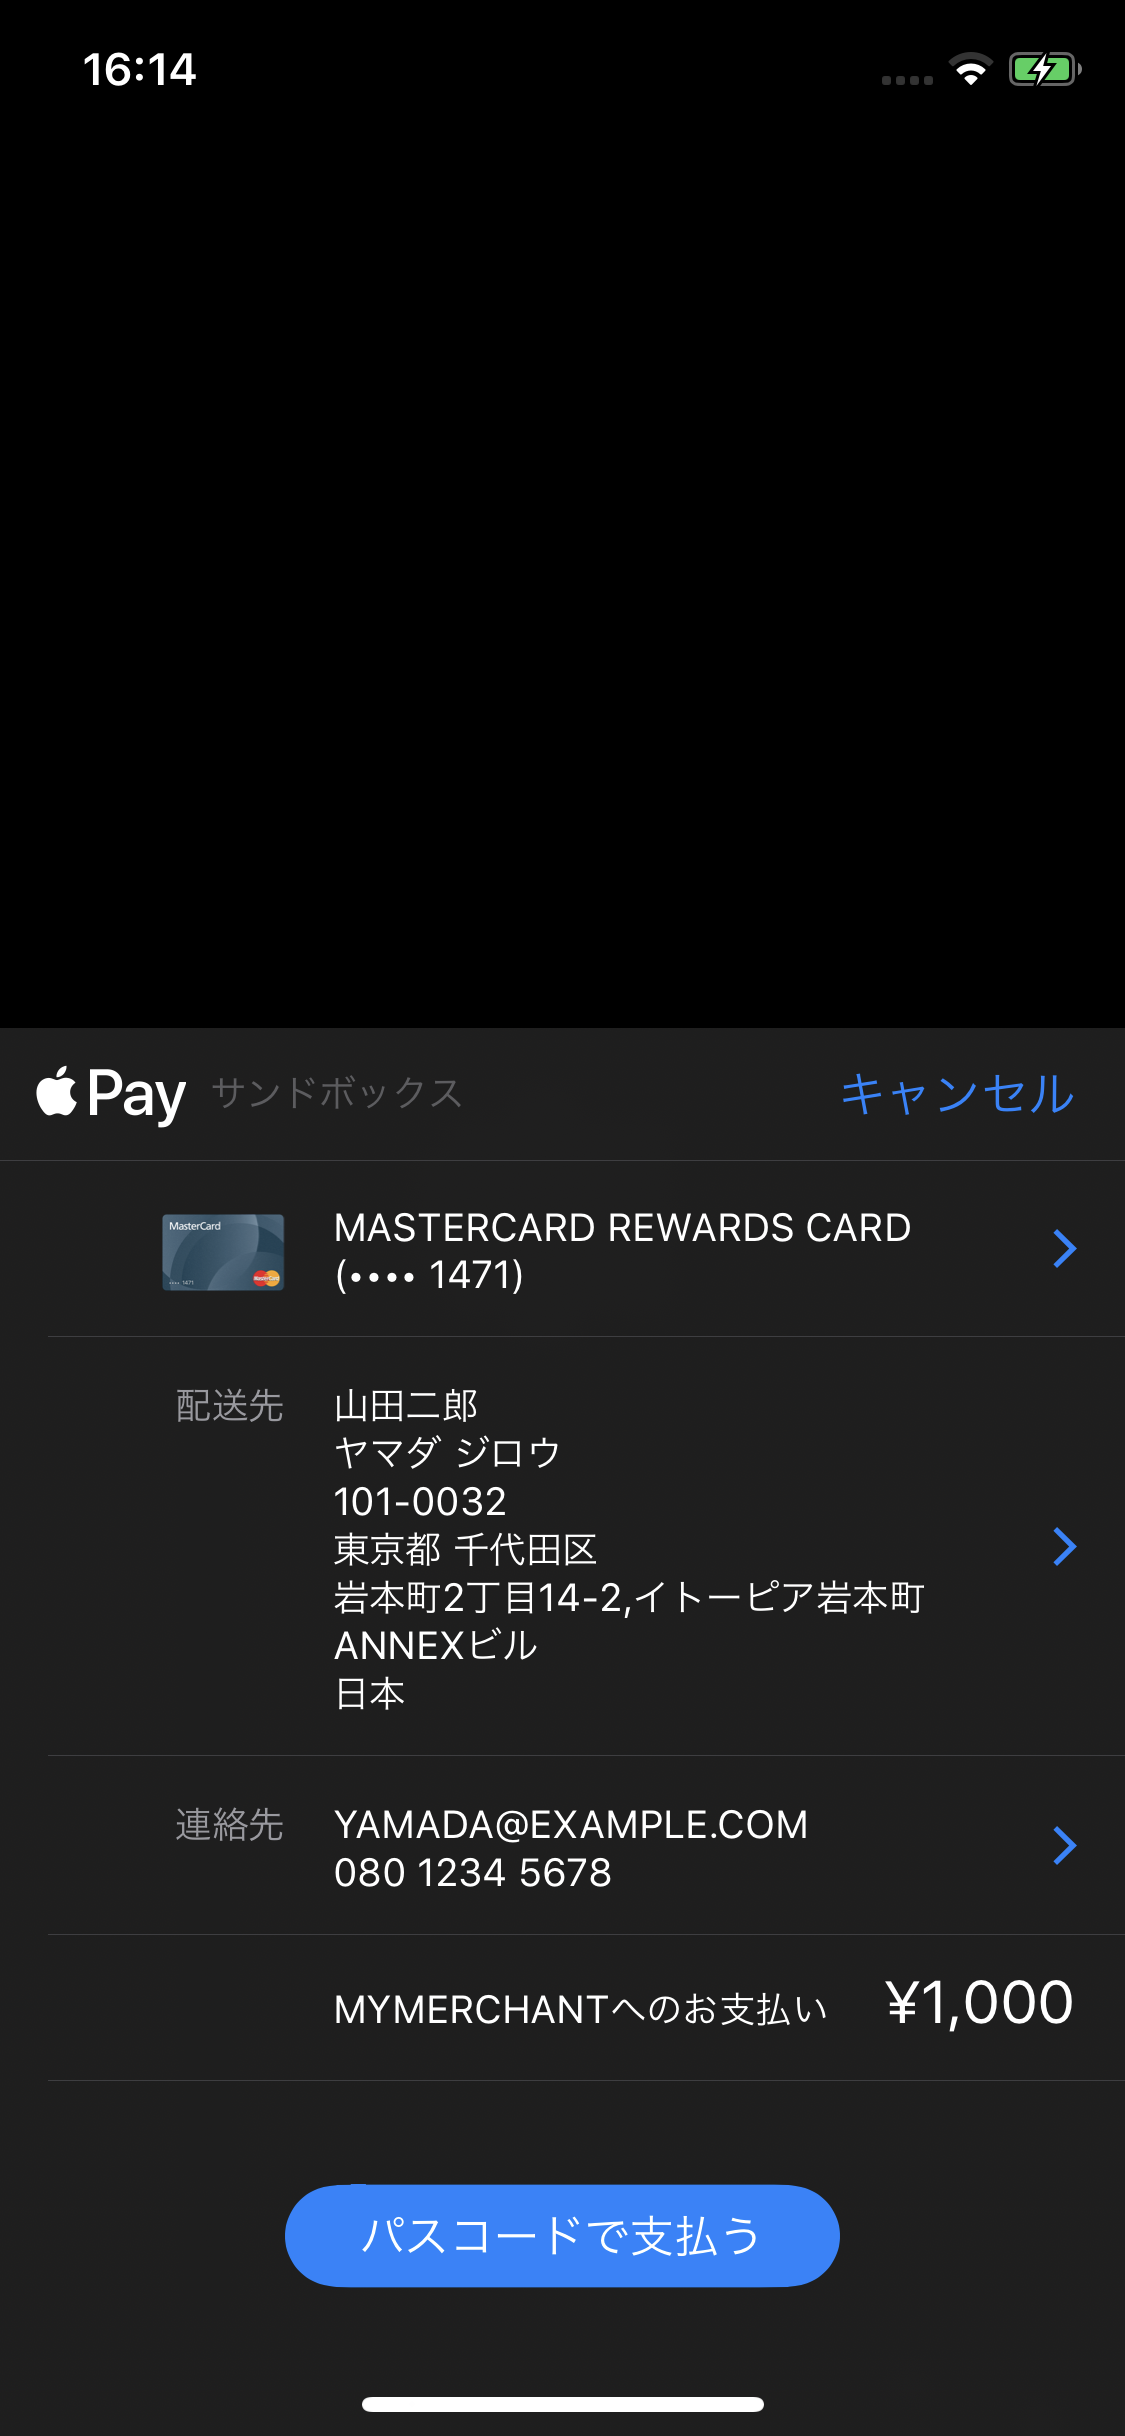 16:14
Pay サンドボックス
キャンセル
MasterCard
•••• 1471
MasterCard
MASTERCARD REWARDS CARD
(•••• 1471)
配送先
山田二郎
ヤマダ ジロウ
101-0032
東京都 千代田区
岩本町2丁目14-2,イトーピア岩本町
ANNEXビル
日本
連絡先
YAMADA@EXAMPLE.COM
080 1234 5678
MYMERCHANTへのお支払い
¥1,000
パスコードで支払う